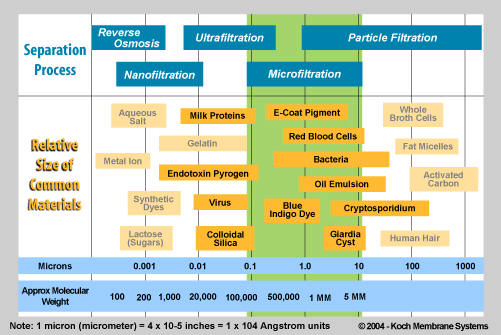 Reverse
Osmosis
Ultrafiltration
Particle Filtration
Separation
Process
Nanofiltration
Microfiltration
Relative
Size of
Common
Materials
Aqueous
Salt
Milk Proteins
E-Coat Pigment
Whole
Broth Cells
Gelatin
Red Blood Cells
Fat Micelles
Metal Ion
Bacteria
Endotoxin Pyrogen
Oil Emulsion
Activated
Carbon
Synthetic
Dyes
Virus
Blue
Indigo Dye
Cryptosporidium
Lactose
(Sugars)
Colloidal
Silica
Giardia
Cyst
Human Hair
Microns 0.001 0.01 0.1 1.0 10 100 1000
Approx Molecular
Weight
100 200 1,000 20,000 100,000 500,000 1 MM 5 MM
Note: 1 micron (micrometer) = 4 x 10-5 inches = 1 x 104 Angstrom units
© 2004 - Koch Membrane Systems